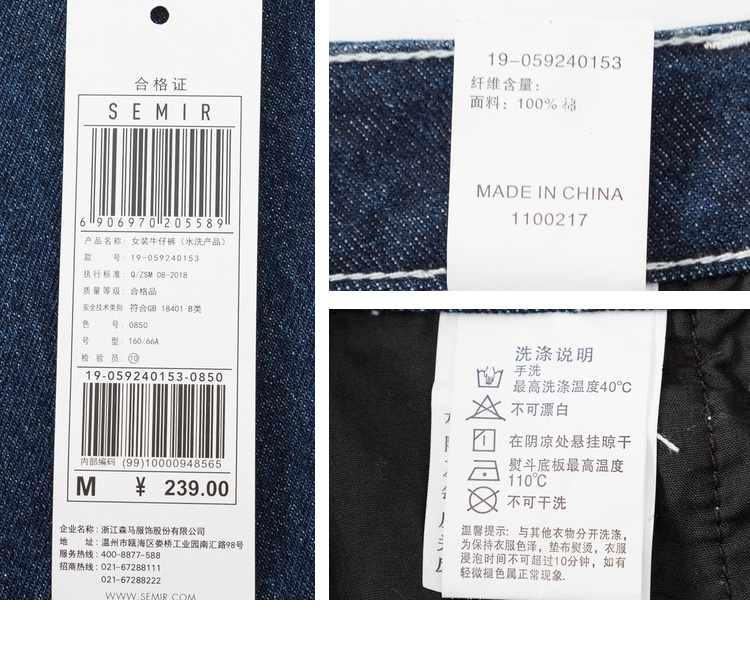 合格证
SEMIR
6 906970 205589
产品名称: 女装牛仔裤（水洗产品）
款 号: 19-059240153
执行标准: Q/ZSM 08-2018
质量等级: 合格品
安全技术类别 符合GB 18401 B类
色 号: 0850
号 型: 160/66A
检 验 员: ⑩
19-059240153-0850
内部编码 (99)10000948565
M ¥ 239.00
企业名称: 浙江森马服饰股份有限公司
地 址: 温州市瓯海区娄桥工业园南汇路98号
服务热线: 400-8877-588
招商热线: 021-67288111
021-67288222
WWW.SEMIR.COM
19-059240153
纤维含量:
面料: 100% 棉
MADE IN CHINA
1100217
洗涤说明
手洗
最高洗涤温度40℃
不可漂白
在阴凉处悬挂晾干
熨斗底板最高温度
110℃
不可干洗
温馨提示: 与其他衣物分开洗涤,
为保持衣服色泽, 垫布熨烫, 衣服
浸泡时间不可超过10分钟, 如有
轻微褪色属正常现象.